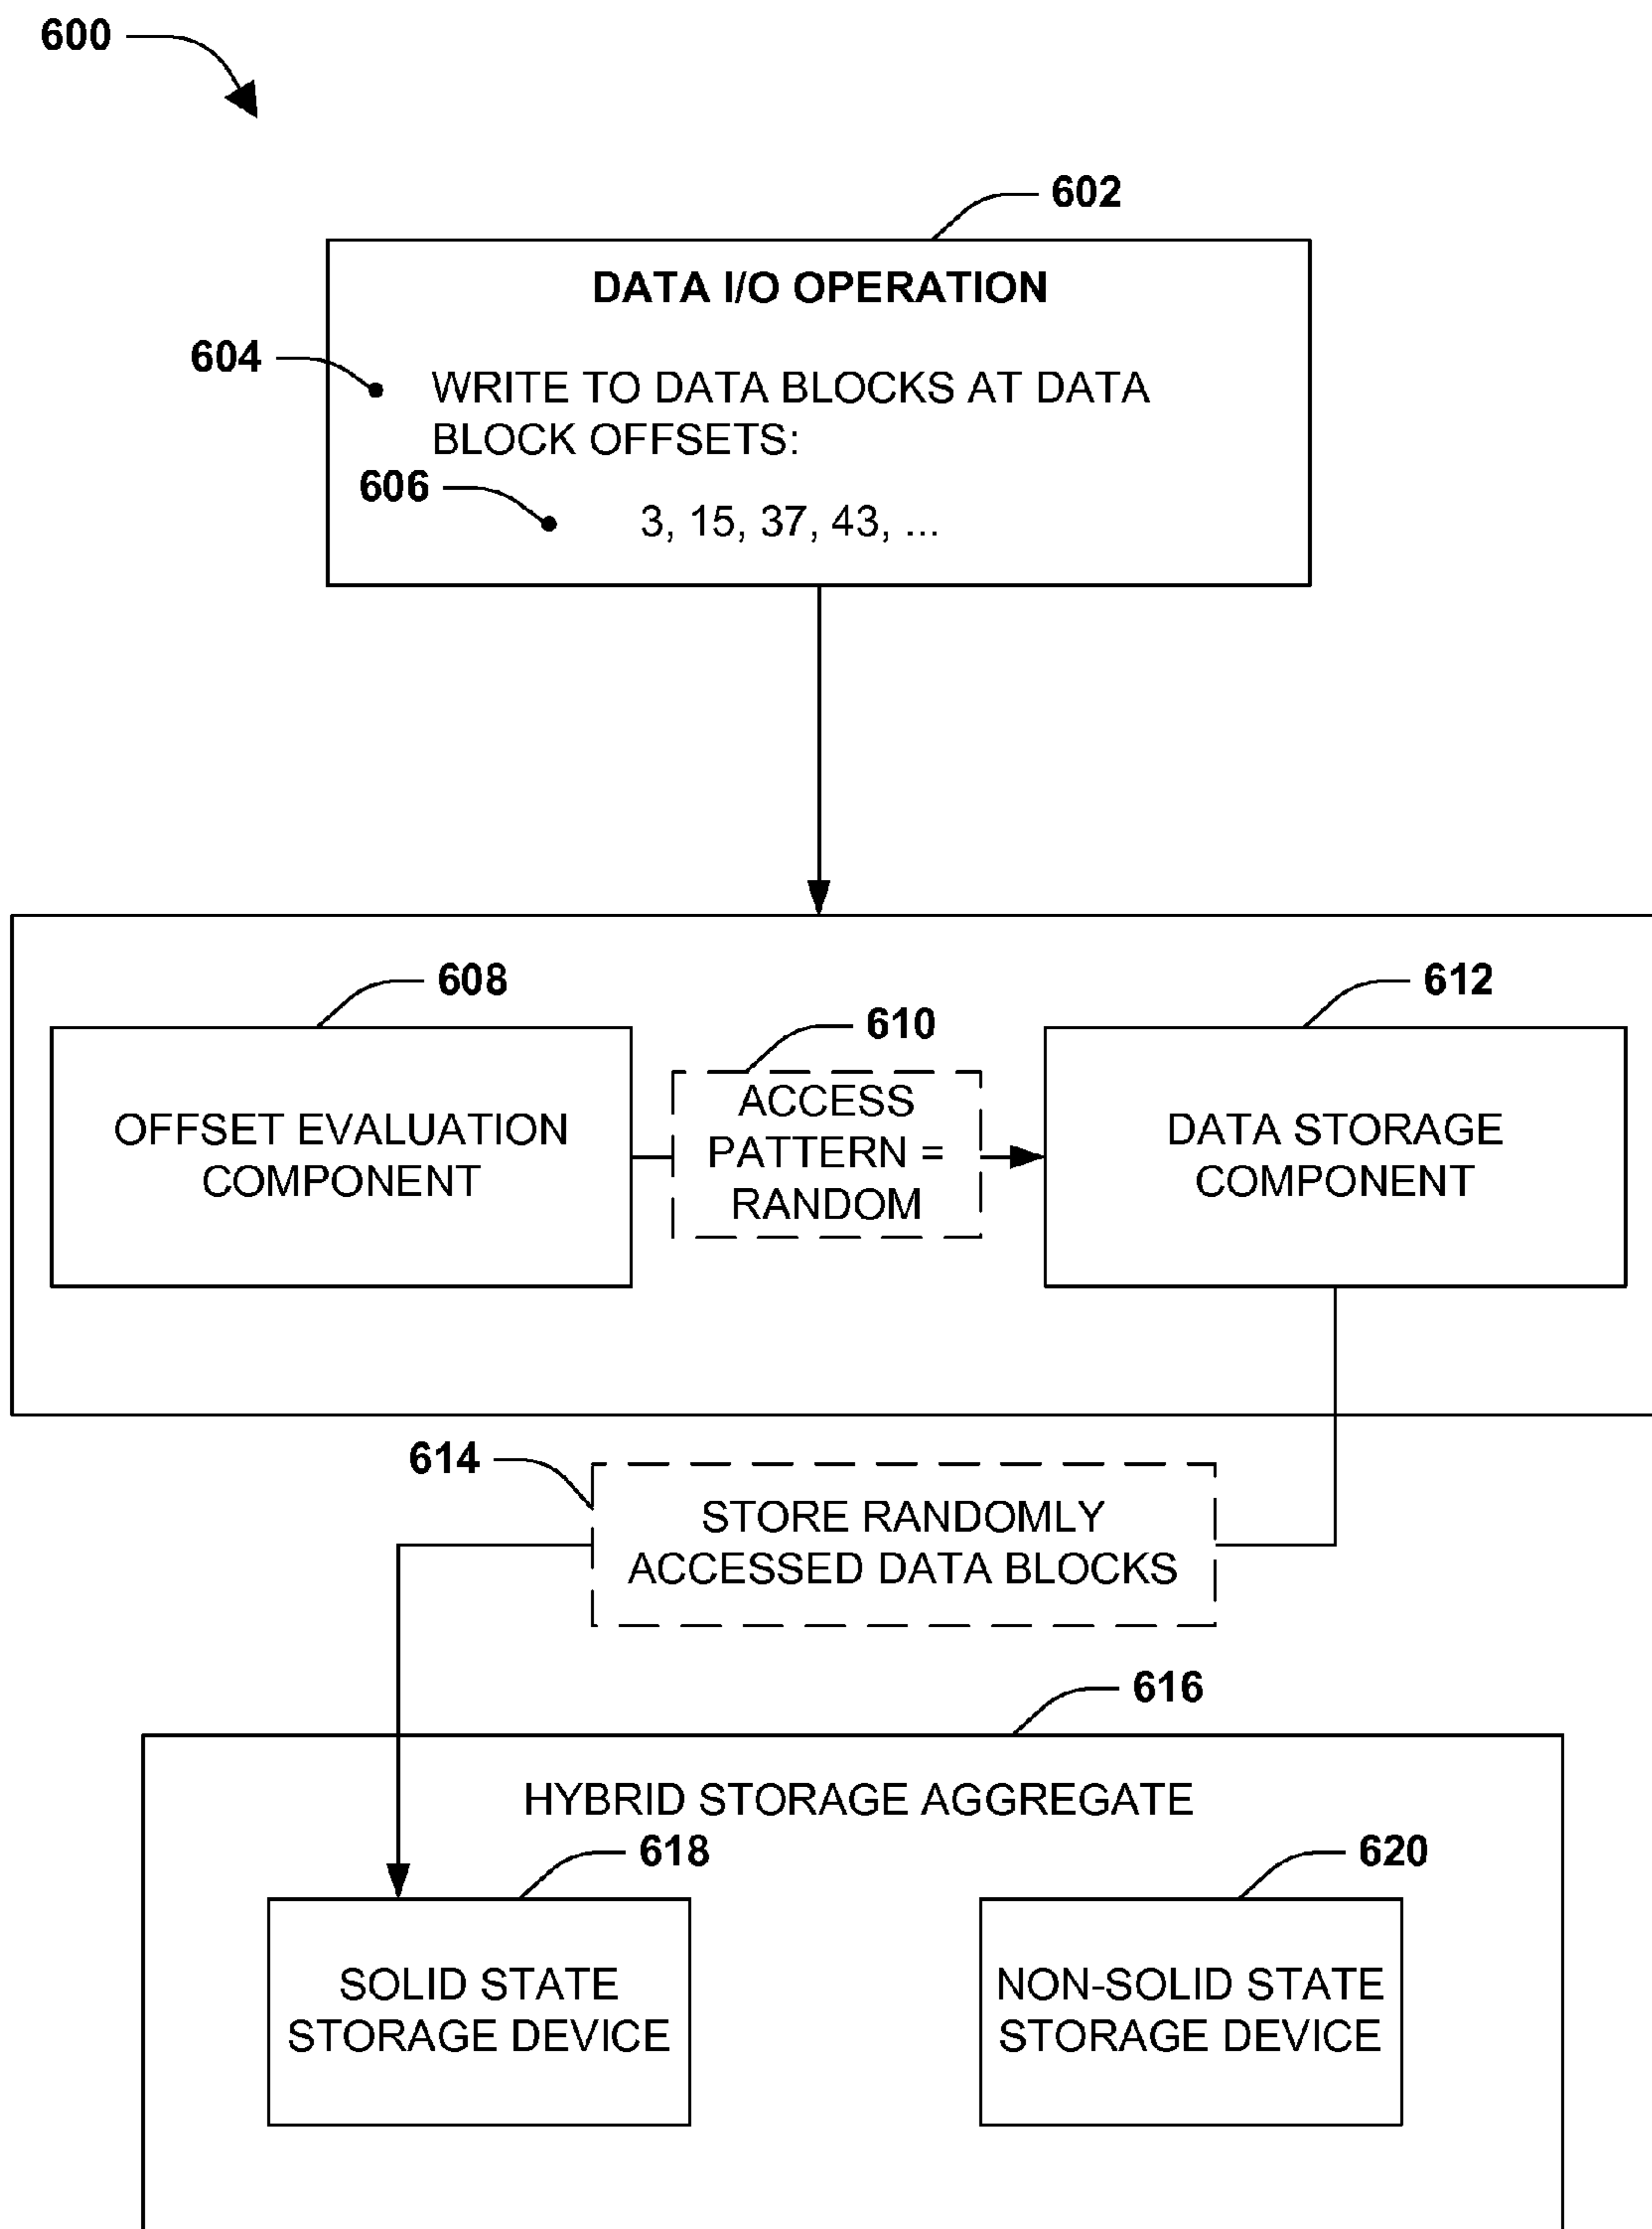 600
602
DATA I/O OPERATION
604
WRITE TO DATA BLOCKS AT DATA
BLOCK OFFSETS:
606
3, 15, 37, 43, ...
608
612
610
OFFSET EVALUATION
COMPONENT
ACCESS
PATTERN =
RANDOM
DATA STORAGE
COMPONENT
614
STORE RANDOMLY
ACCESSED DATA BLOCKS
616
HYBRID STORAGE AGGREGATE
618
620
SOLID STATE
STORAGE DEVICE
NON-SOLID STATE
STORAGE DEVICE